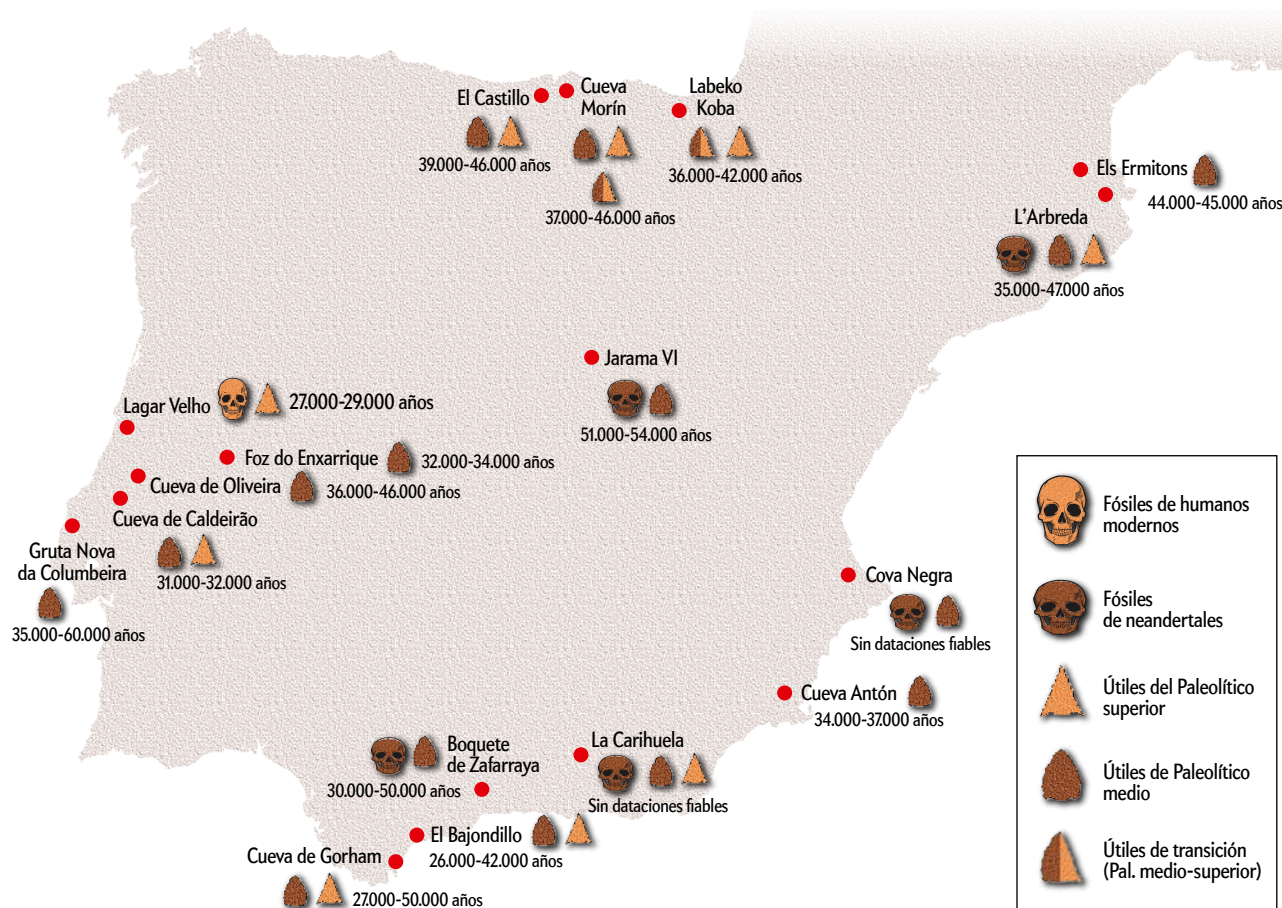 El Castillo
39.000-46.000 años
Cueva
Morín
37.000-46.000 años
Labeko
Koba
36.000-42.000 años
Els Ermitons
44.000-45.000 años
L'Arbreda
35.000-47.000 años
Jarama VI
51.000-54.000 años
Lagar Velho
27.000-29.000 años
Foz do Enxarrique
32.000-34.000 años
Cueva de Oliveira
36.000-46.000 años
Cueva de Caldeirão
31.000-32.000 años
Gruta Nova
da Columbeira
35.000-60.000 años
Cova Negra
Sin dataciones fiables
Cueva Antón
34.000-37.000 años
La Carihuela
Sin dataciones fiables
Boquete
de Zafarraya
30.000-50.000 años
El Bajondillo
26.000-42.000 años
Cueva de Gorham
27.000-50.000 años
Fósiles de humanos
modernos
Fósiles
de neandertales
Útiles del Paleolítico
superior
Útiles de Paleolítico
medio
Útiles de transición
(Pal. medio-superior)